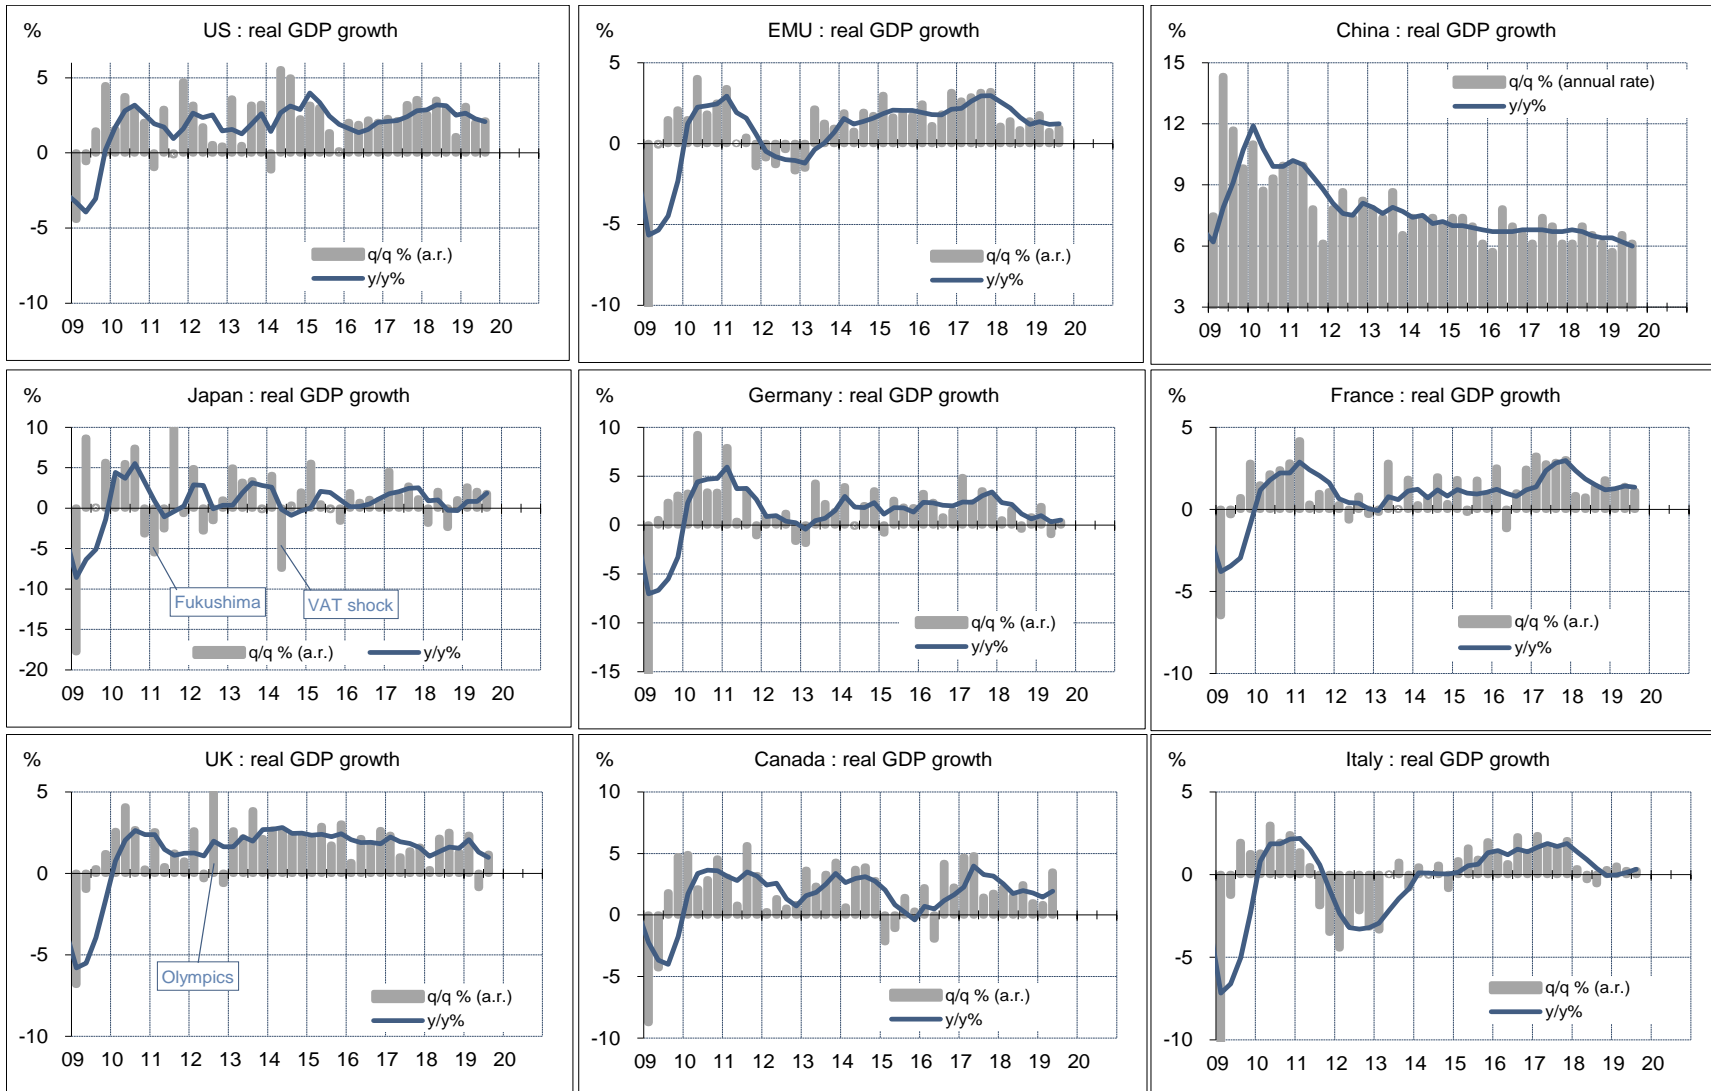 % US : real GDP growth
5
0
-5
-10
q/q % (a.r.)
y/y%
09 10 11 12 13 14 15 16 17 18 19 20
% EMU : real GDP growth
5
0
-5
-10
q/q % (a.r.)
y/y%
09 10 11 12 13 14 15 16 17 18 19 20
% China : real GDP growth
15
12
9
6
3
q/q % (annual rate)
y/y%
09 10 11 12 13 14 15 16 17 18 19 20
% Japan : real GDP growth
10
5
0
-5
-10
-15
-20
Fukushima
VAT shock
q/q % (a.r.) y/y%
09 10 11 12 13 14 15 16 17 18 19 20
% Germany : real GDP growth
10
5
0
-5
-10
-15
q/q % (a.r.)
y/y%
09 10 11 12 13 14 15 16 17 18 19 20
% France : real GDP growth
5
0
-5
-10
q/q % (a.r.)
y/y%
09 10 11 12 13 14 15 16 17 18 19 20
% UK : real GDP growth
5
0
-5
-10
Olympics
q/q % (a.r.)
y/y%
09 10 11 12 13 14 15 16 17 18 19 20
% Canada : real GDP growth
10
5
0
-5
-10
q/q % (a.r.)
y/y%
09 10 11 12 13 14 15 16 17 18 19 20
% Italy : real GDP growth
5
0
-5
-10
q/q % (a.r.)
y/y%
09 10 11 12 13 14 15 16 17 18 19 20